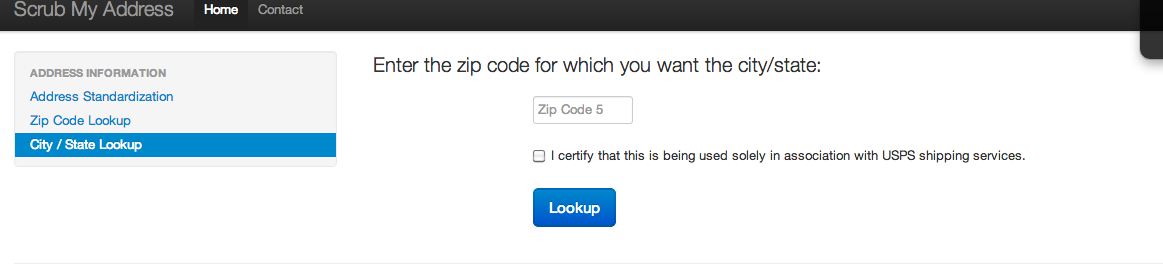 Scrub My Address Home Contact
ADDRESS INFORMATION
Address Standardization
Zip Code Lookup
City / State Lookup
Enter the zip code for which you want the city/state:
Zip Code 5
I certify that this is being used solely in association with USPS shipping services.
Lookup